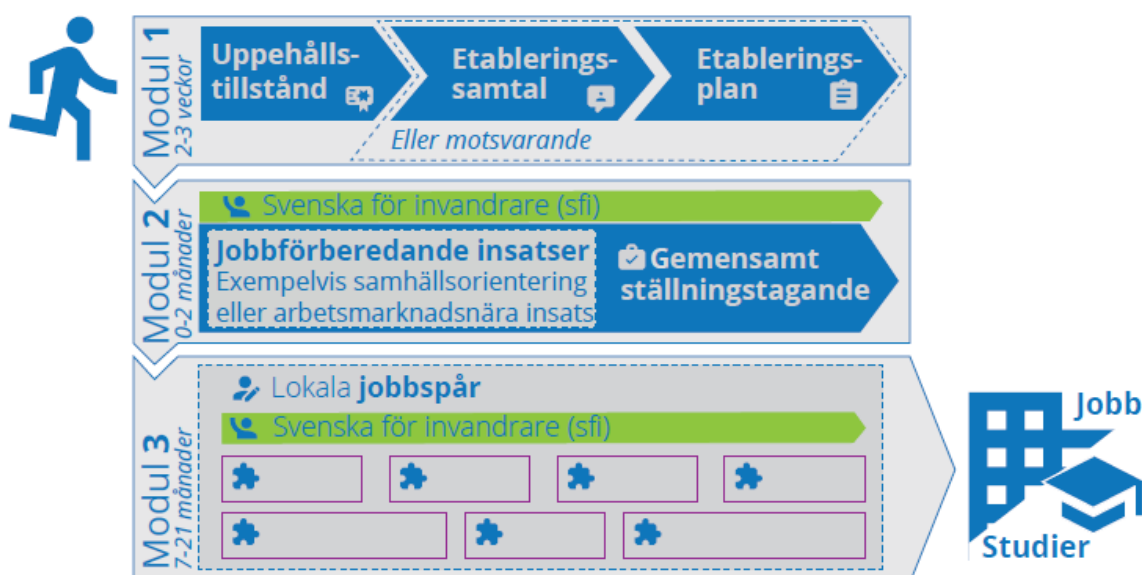 Modul 1
2-3 veckor
Uppehålls-
tillstånd
Etablerings-
samtal
Etablerings-
plan
Eller motsvarande
Modul 2
0-2 månader
Svenska för invandrare (sfi)
Jobbförberedande insatser
Exempelvis samhällsorientering
eller arbetsmarknadsnära insats
Gemensamt
ställningstagande
Modul 3
7-21 månader
Lokala jobbspår
Svenska för invandrare (sfi)
Jobb
Studier